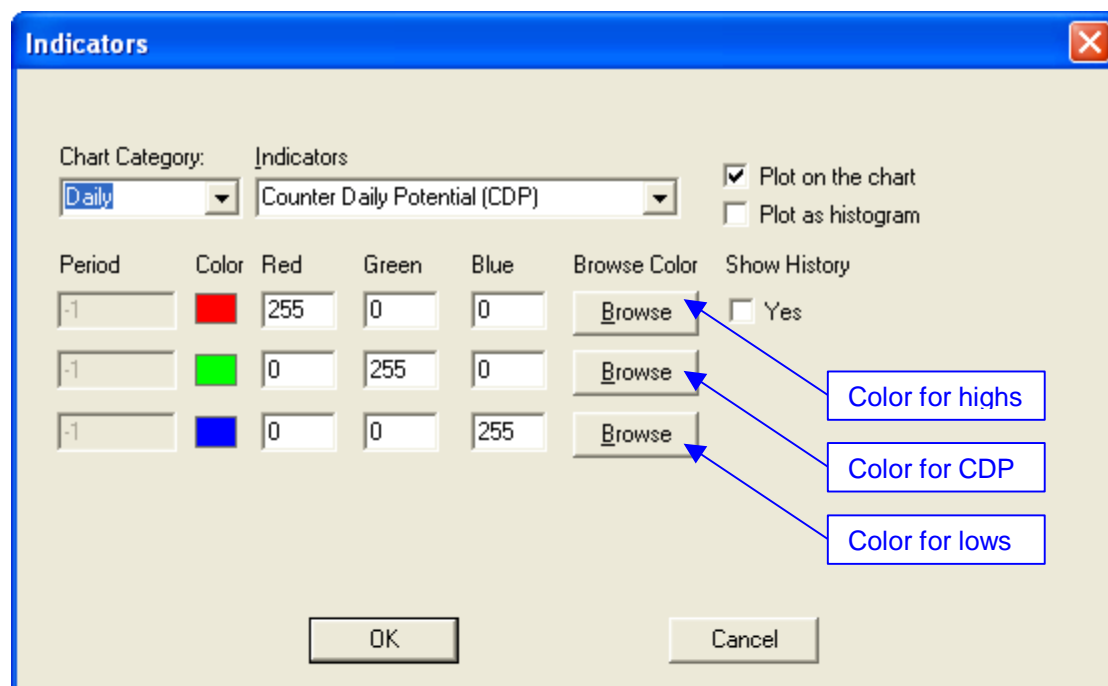 Indicators
Chart Category: Indicators
Daily Counter Daily Potential (CDP)
Plot on the chart
Plot as histogram
Period Color Red Green Blue Browse Color Show History
-1 255 0 0 Browse Yes
-1 0 255 0 Browse
Color for highs
-1 0 0 255 Browse
Color for CDP
Color for lows
OK Cancel